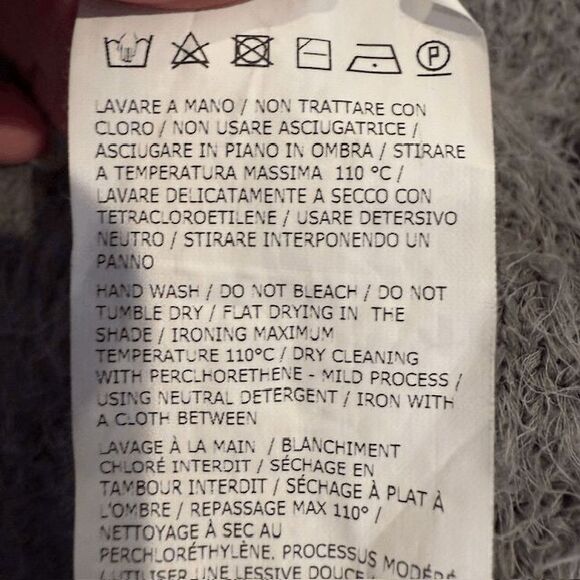 P
LAVARE A MANO / NON TRATTARE CON
CLORO / NON USARE ASCIUGATRICE /
ASCIUGARE IN PIANO IN OMBRA / STIRARE
A TEMPERATURA MASSIMA 110 °C /
LAVARE DELICATAMENTE A SECCO CON
TETRACLOROETILENE / USARE DETERSIVO
NEUTRO / STIRARE INTERPONENDO UN
PANNO
HAND WASH / DO NOT BLEACH / DO NOT
TUMBLE DRY / FLAT DRYING IN THE
SHADE / IRONING MAXIMUM
TEMPERATURE 110°C / DRY CLEANING
WITH PERCLHORETHENE - MILD PROCESS /
USING NEUTRAL DETERGENT / IRON WITH
A CLOTH BETWEEN
LAVAGE À LA MAIN / BLANCHIMENT
CHLORÉ INTERDIT / SÉCHAGE EN
TAMBOUR INTERDIT / SÉCHAGE À PLAT À
L'OMBRE / REPASSAGE MAX 110° /
NETTOYAGE À SEC AU
PERCHLORÉTHYLÈNE. PROCESSUS MODÉRÉ
/ UTILISER UNE LESSIVE DOUCE